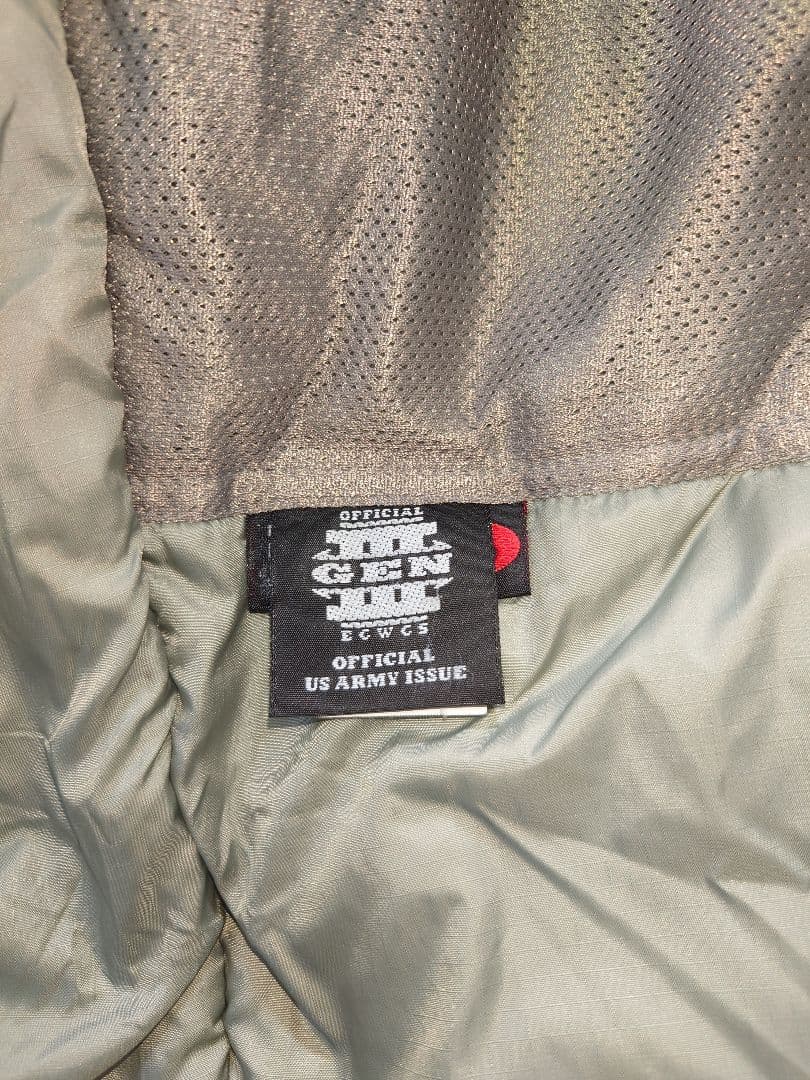 OFFICIAL
III
GEN
III
ECWCS
OFFICIAL
US ARMY ISSUE